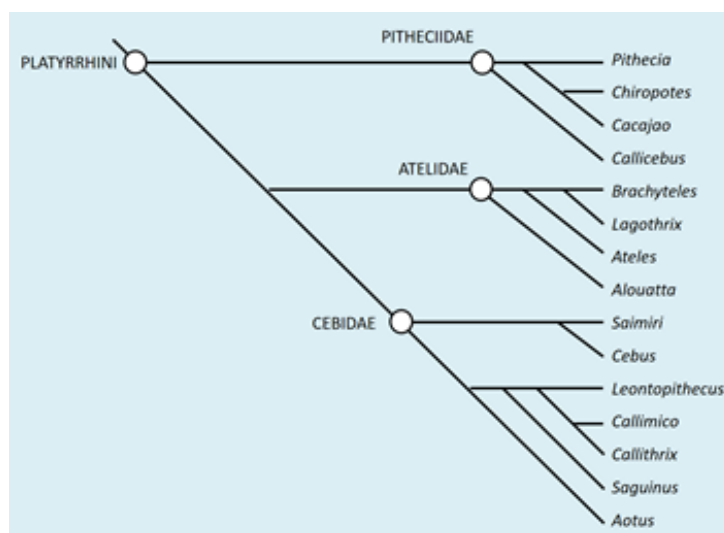 PITHECIIDAE
PLATYRRHINI
Pithecia
Chiropotes
Cacajao
Callicebus
ATELIDAE
Brachyteles
Lagothrix
Ateles
Alouatta
CEBIDAE
Saimiri
Cebus
Leontopithecus
Callimico
Callithrix
Saguinus
Aotus